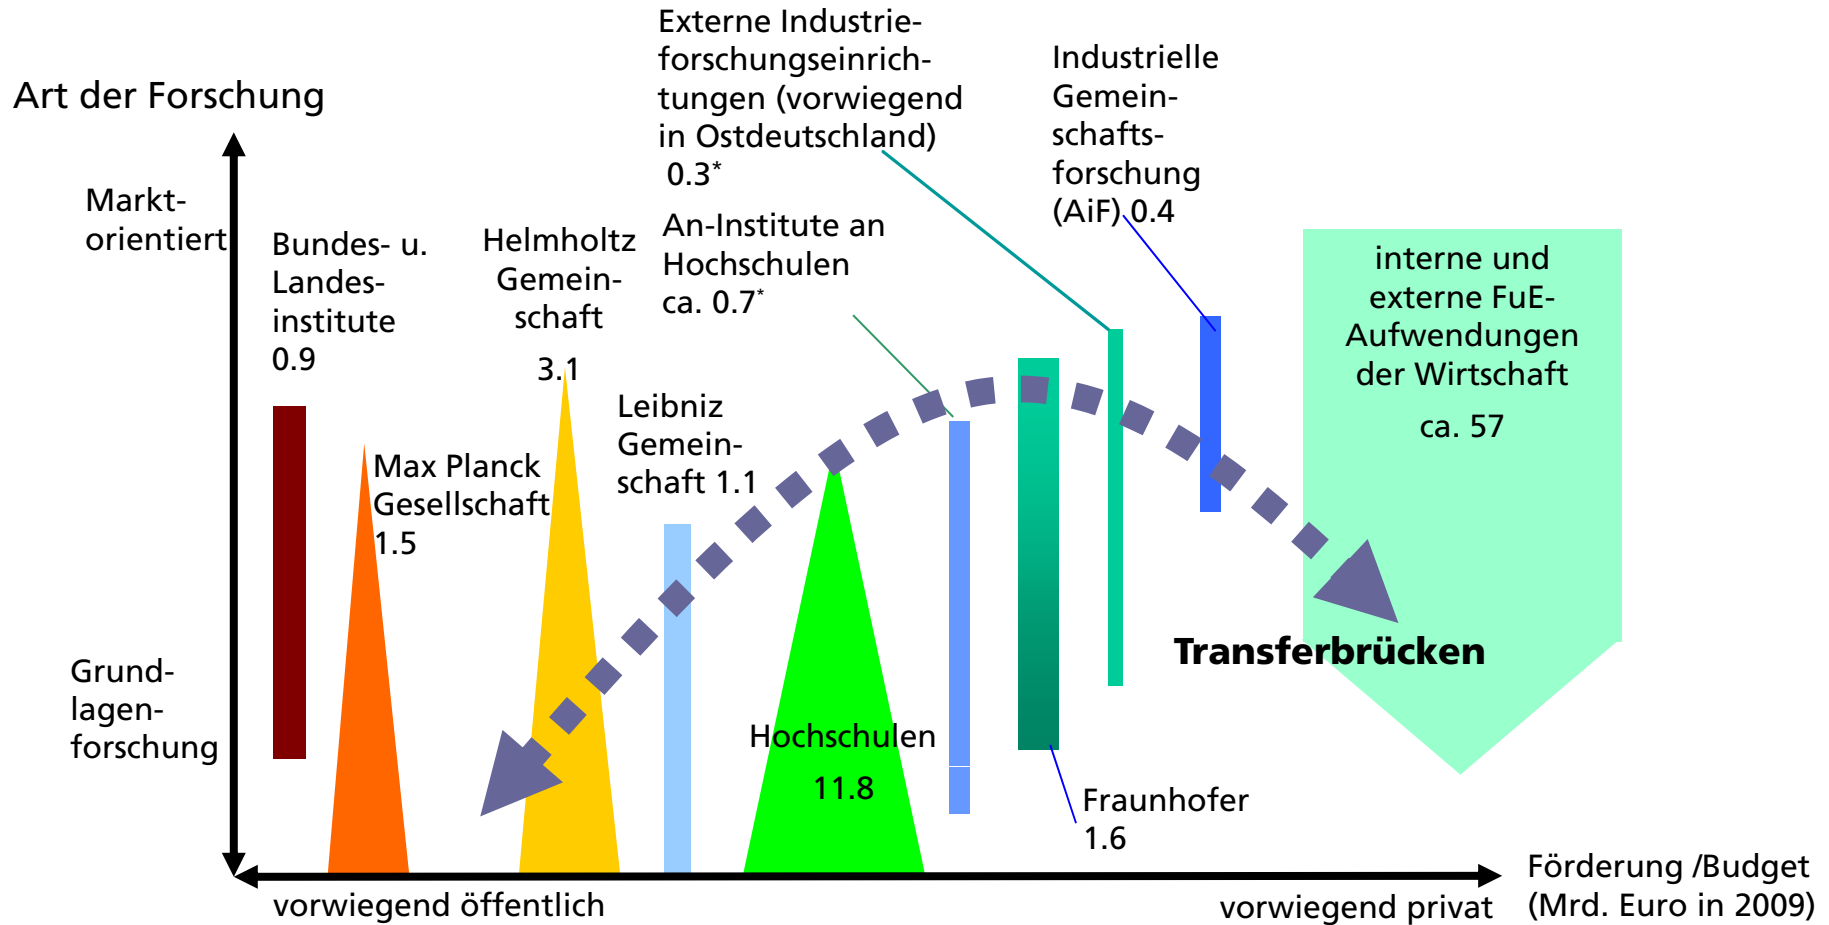 Art der Forschung
Markt-
orientiert
Grund-
lagen-
forschung
Bundes- u.
Landes-
institute
0.9
Max Planck
Gesellschaft
1.5
Helmholtz
Gemein-
schaft
3.1
Leibniz
Gemein-
schaft 1.1
Externe Industrie-
forschungseinrich-
tungen (vorwiegend
in Ostdeutschland)
0.3*
An-Institute an
Hochschulen
ca. 0.7*
Hochschulen
11.8
Industrielle
Gemein-
schafts-
forschung
(AiF) 0.4
Fraunhofer
1.6
interne und
externe FuE-
Aufwendungen
der Wirtschaft
ca. 57
Transferbrücken
vorwiegend öffentlich
vorwiegend privat
Förderung /Budget
(Mrd. Euro in 2009)